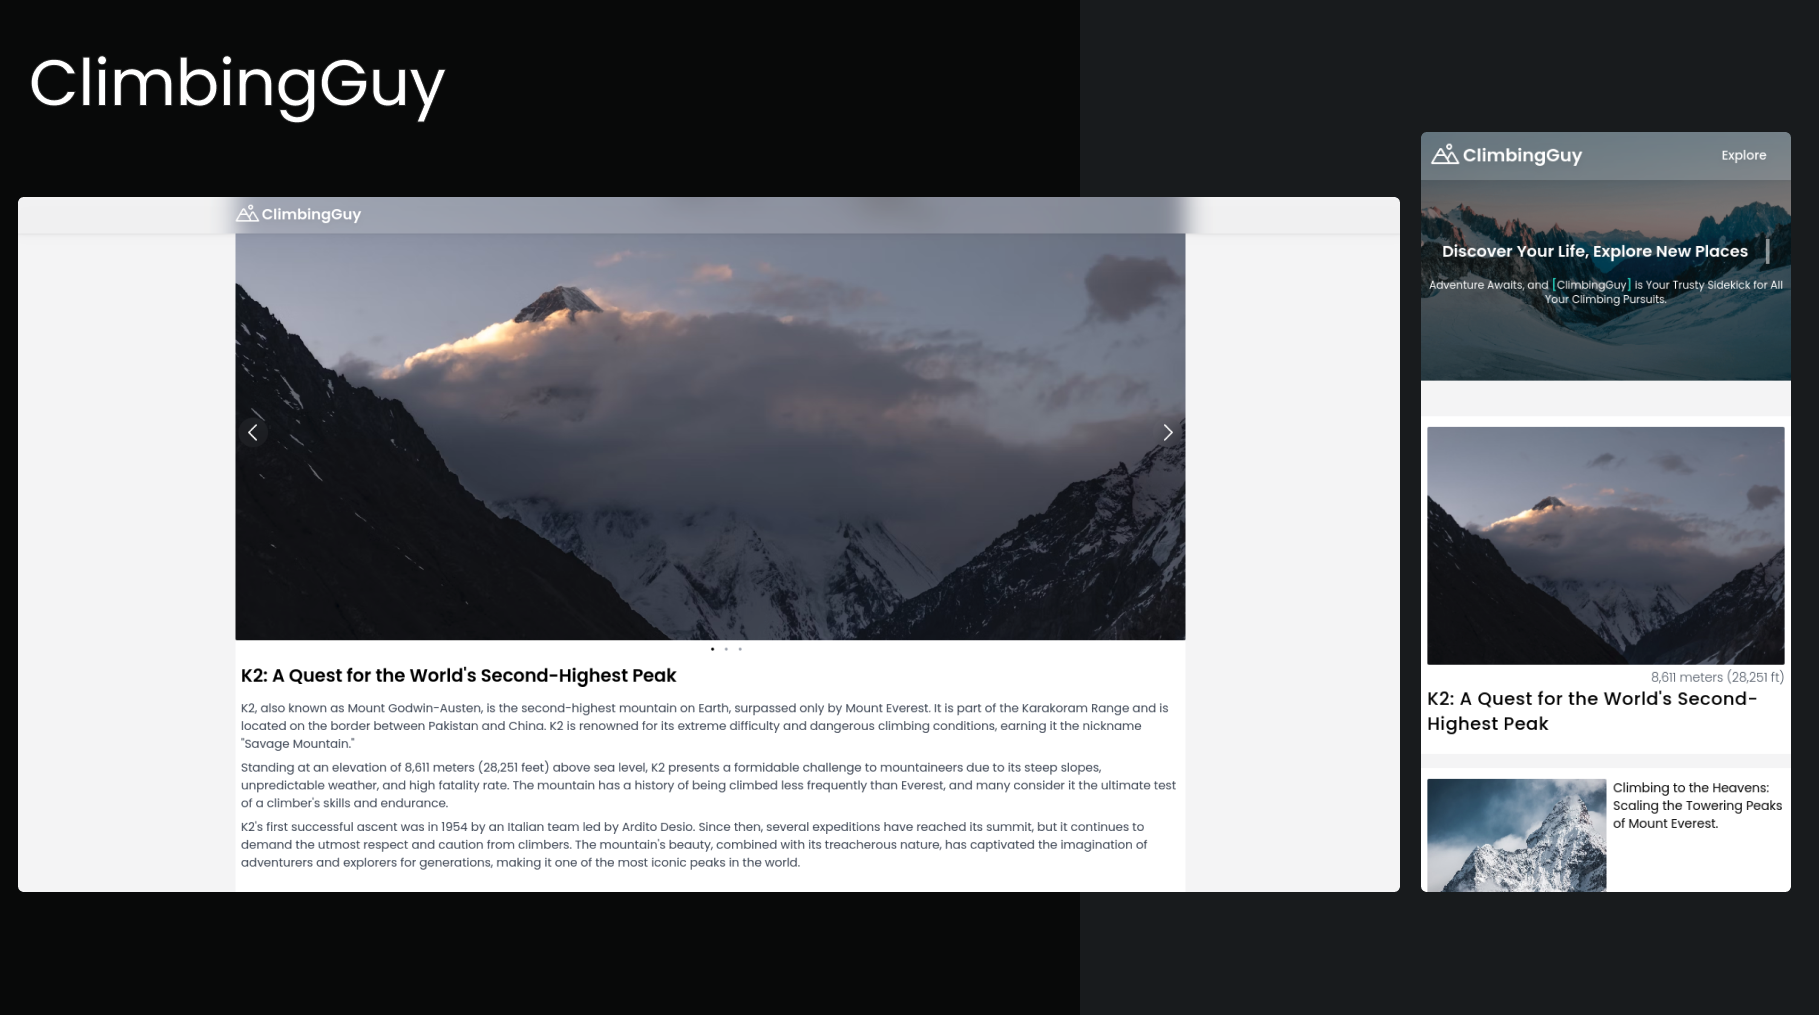 ClimbingGuy
ClimbingGuy
K2: A Quest for the World's Second-Highest Peak
K2, also known as Mount Godwin-Austen, is the second-highest mountain on Earth, surpassed only by Mount Everest. It is part of the Karakoram Range and is
located on the border between Pakistan and China. K2 is renowned for its extreme difficulty and dangerous climbing conditions, earning it the nickname
"Savage Mountain."
Standing at an elevation of 8,611 meters (28,251 feet) above sea level, K2 presents a formidable challenge to mountaineers due to its steep slopes,
unpredictable weather, and high fatality rate. The mountain has a history of being climbed less frequently than Everest, and many consider it the ultimate test
of a climber's skills and endurance.
K2's first successful ascent was in 1954 by an Italian team led by Ardito Desio. Since then, several expeditions have reached its summit, but it continues to
demand the utmost respect and caution from climbers. The mountain's beauty, combined with its treacherous nature, has captivated the imagination of
adventurers and explorers for generations, making it one of the most iconic peaks in the world.
ClimbingGuy
Explore
Discover Your Life, Explore New Places
Adventure Awaits, and [ClimbingGuy] is Your Trusty Sidekick for All
Your Climbing Pursuits.
8,611 meters (28,251 ft)
K2: A Quest for the World's Second-
Highest Peak
Climbing to the Heavens:
Scaling the Towering Peaks
of Mount Everest.